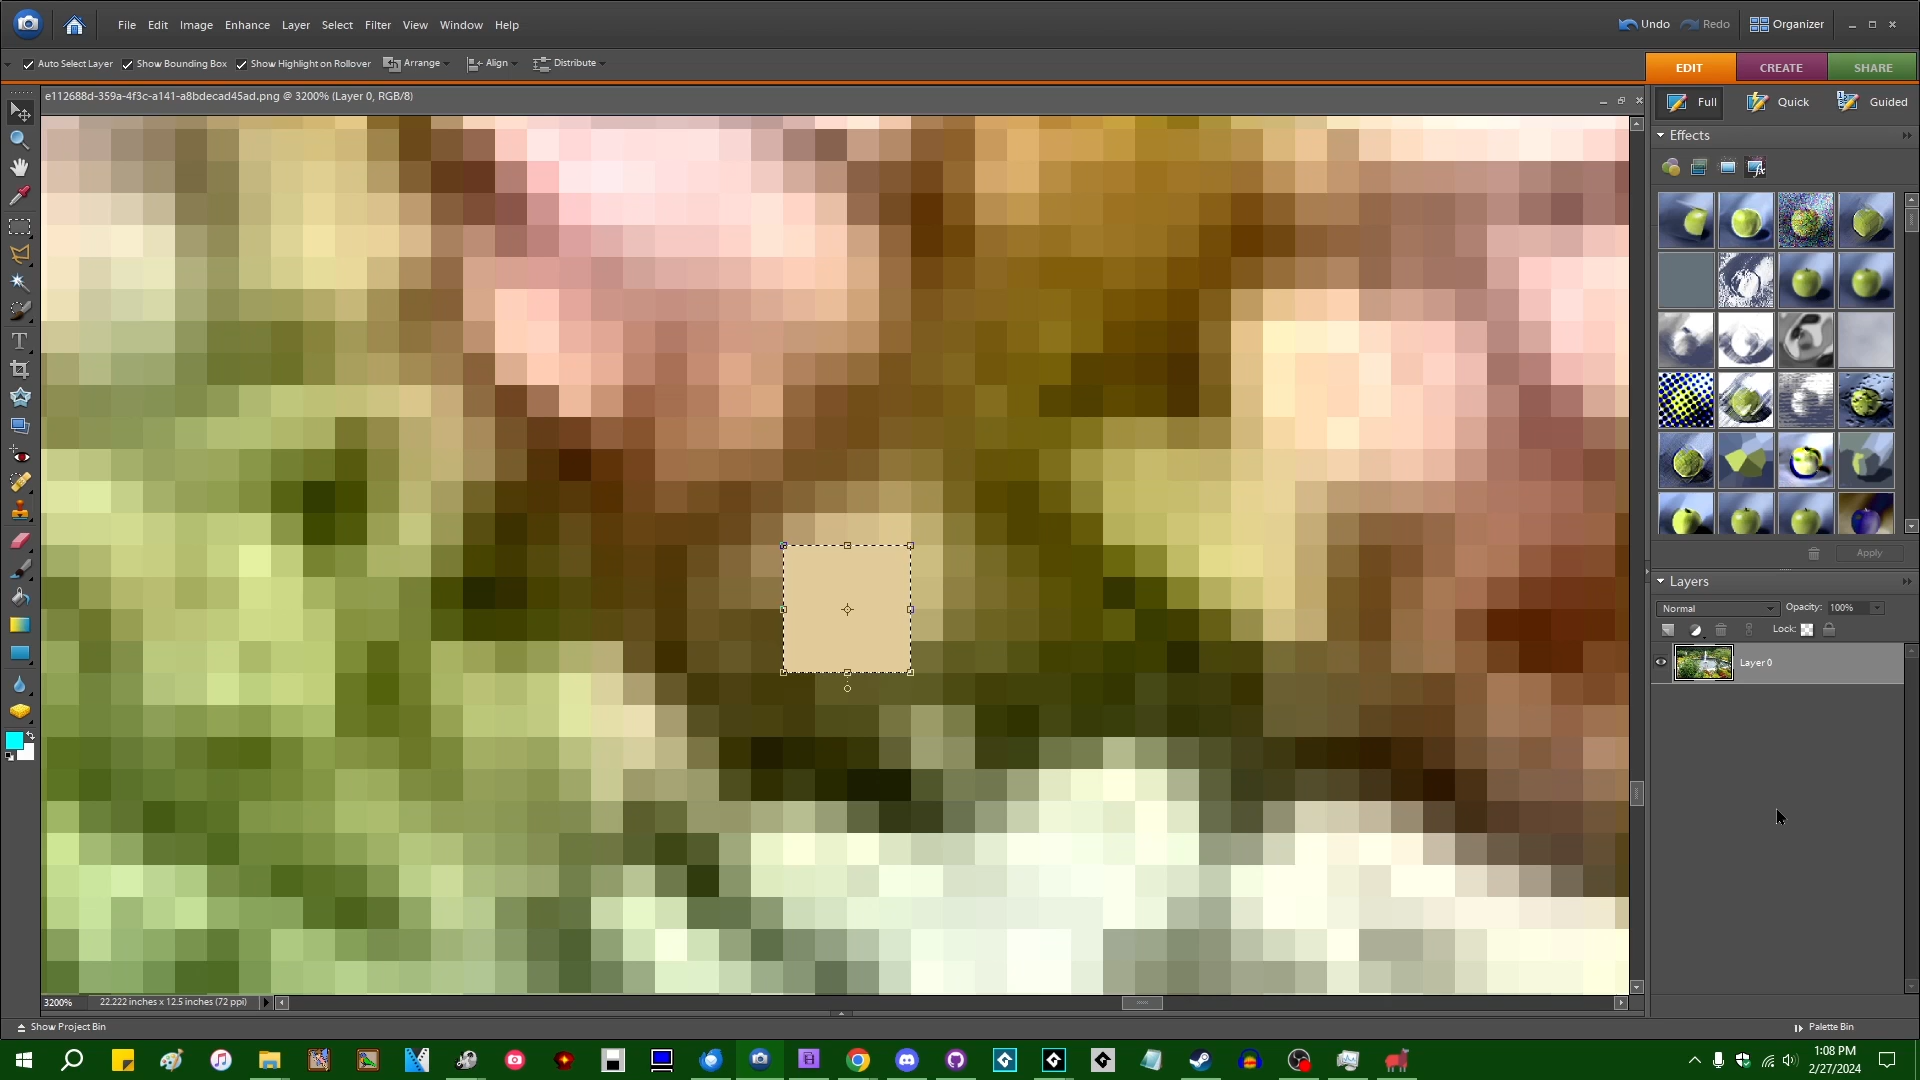 File Edit Image Enhance Layer Select Filter View Window Help Undo Redo Organizer
Auto Select Layer Show Bounding Box Show Highlight on Rollover Arrange Align Distribute
EDIT CREATE SHARE
e112688d-359a-4f3c-a141-a8bdecad45ad.png @ 3200% (Layer 0, RGB/8)
Full Quick Guided
Effects
Apply
Layers
Normal Opacity: 100%
Lock:
Layer 0
3200% 22.222 inches x 12.5 inches (72 ppi)
Show Project Bin Palette Bin
1:08 PM
2/27/2024